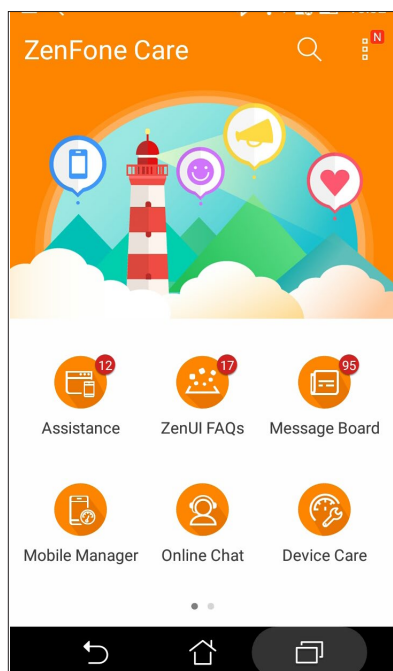 ZenFone Care
N
12
17
95
Assistance
ZenUI FAQs
Message Board
Mobile Manager
Online Chat
Device Care